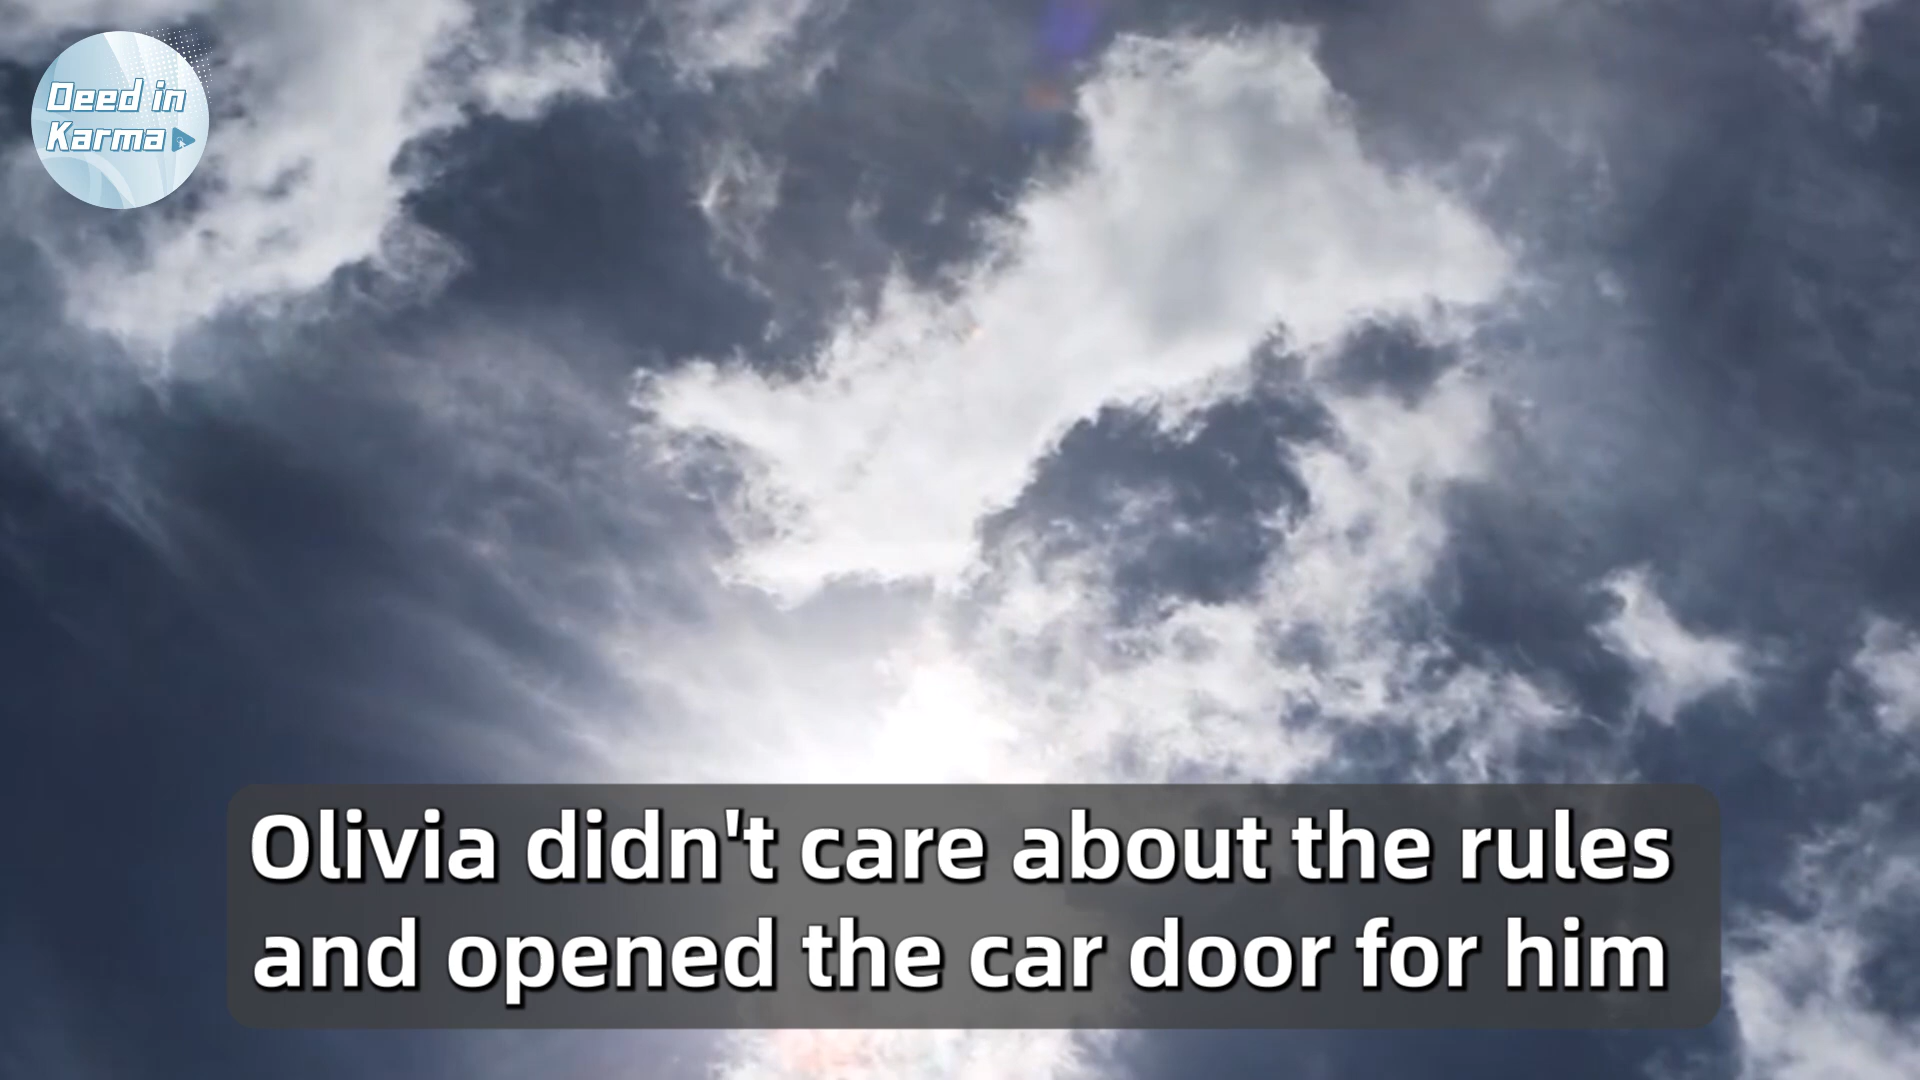 Deed in
Karma
Olivia didn't care about the rules
and opened the car door for him